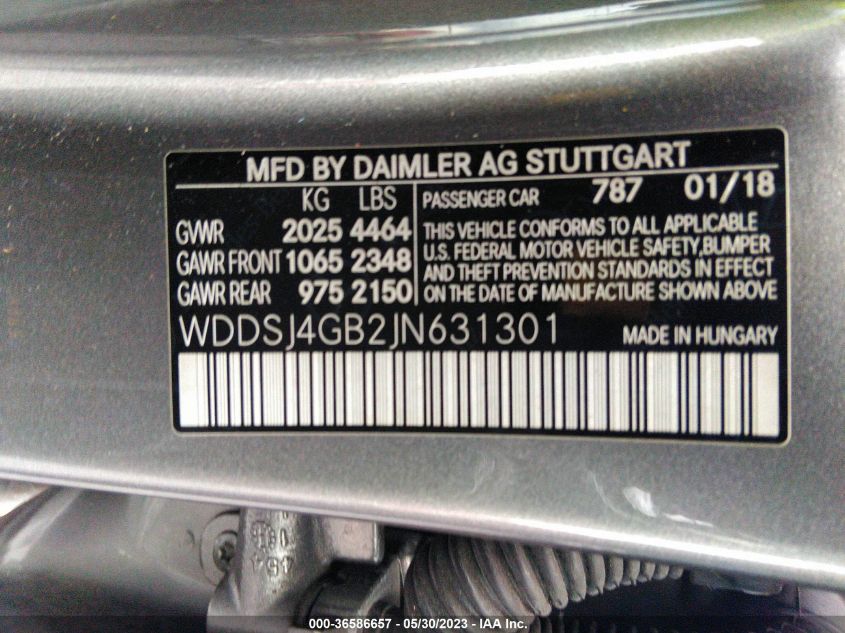 MFD BY DAIMLER AG STUTTGART
KG LBS
GVWR 2025 4464
GAWR FRONT 1065 2348
GAWR REAR 975 2150
PASSENGER CAR 787 01/18
THIS VEHICLE CONFORMS TO ALL APPLICABLE
U.S. FEDERAL MOTOR VEHICLE SAFETY,BUMPER
AND THEFT PREVENTION STANDARDS IN EFFECT
ON THE DATE OF MANUFACTURE SHOWN ABOVE
WDDSJ4GB2JN631301 MADE IN HUNGARY
000-36586657 - 05/30/2023 - IAA Inc.